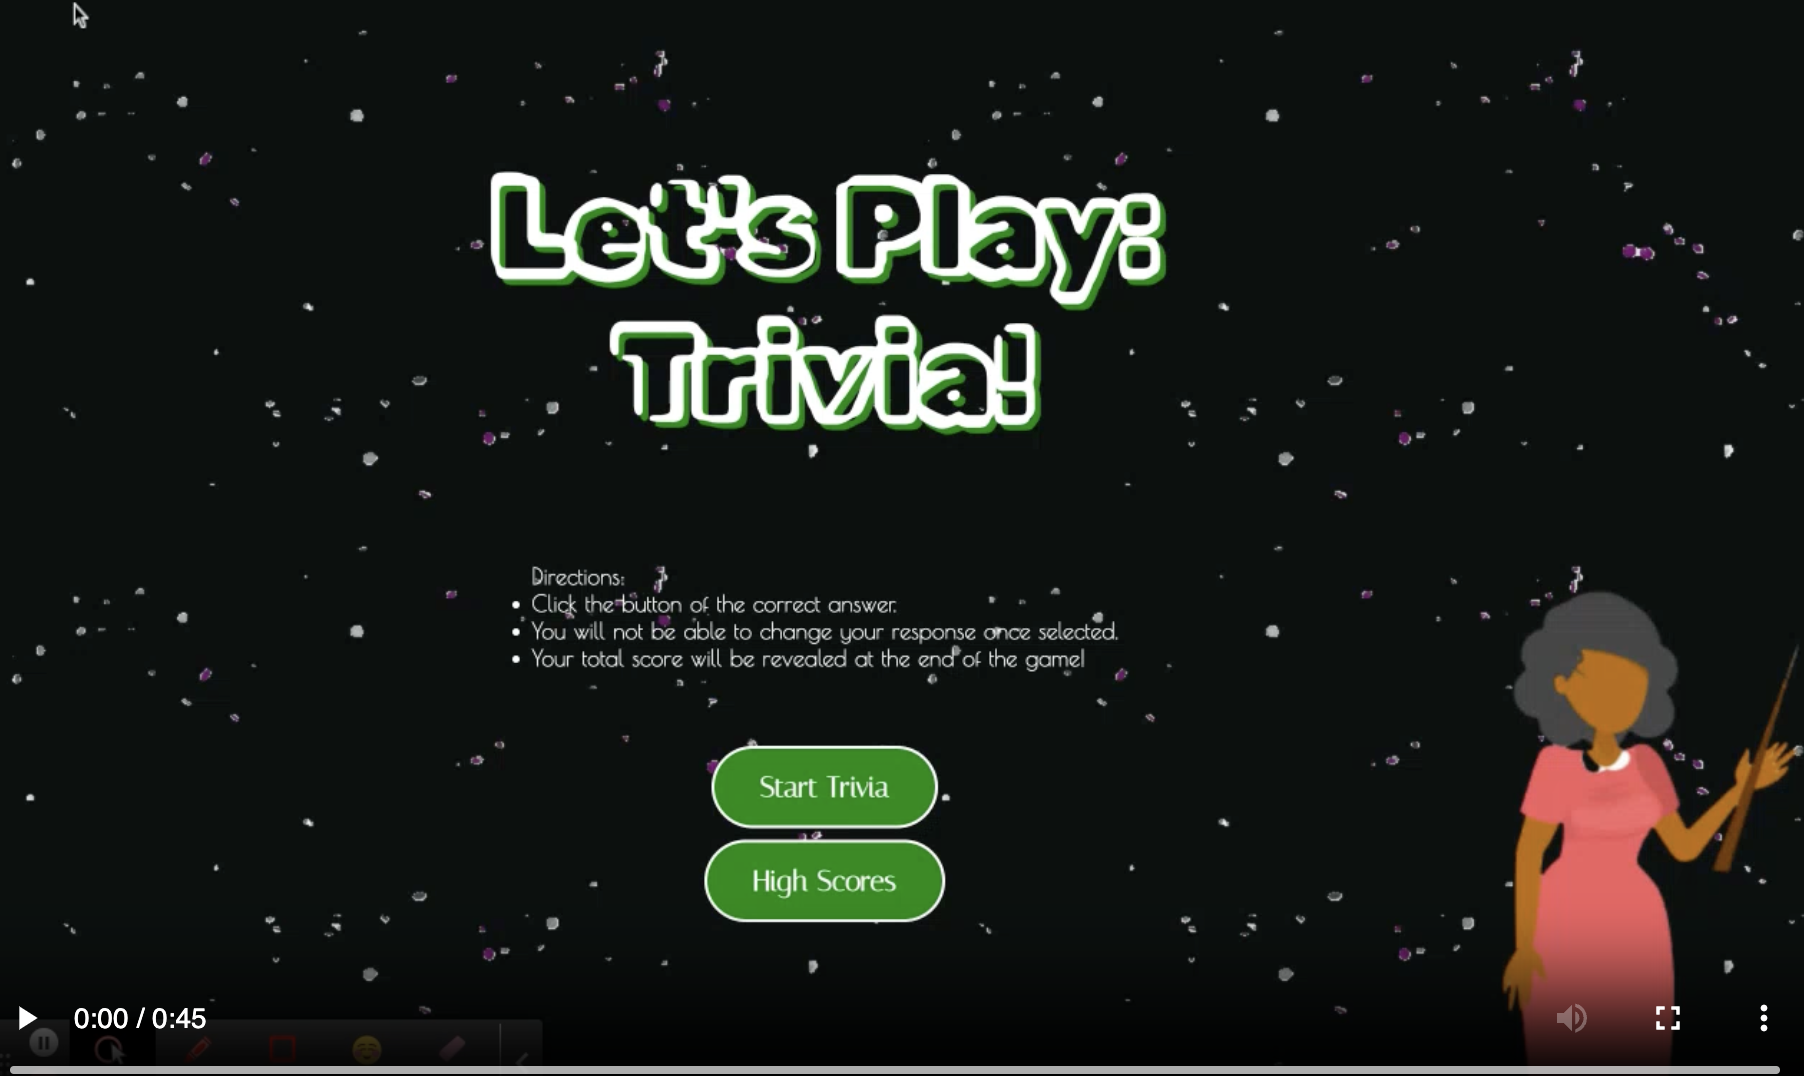 Let's Play:
Trivia!
Directions:
• Click the button of the correct answer.
• You will not be able to change your response once selected.
• Your total score will be revealed at the end of the game!
Start Trivia
High Scores
0:00 / 0:45